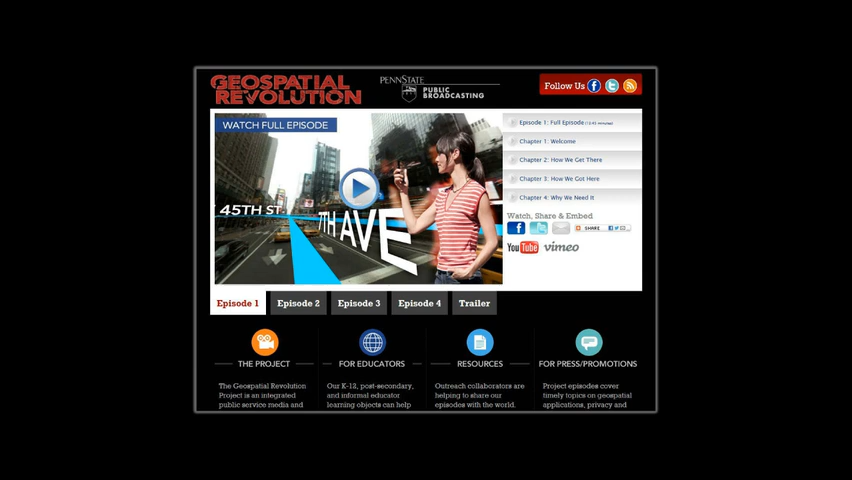 GEOSPATIAL
REVOLUTION
PENNSTATE
PUBLIC
BROADCASTING
Follow Us
WATCH FULL EPISODE
45TH ST.
7TH AVE
Episode 1: Full Episode (13:41 minutes)
Chapter 1: Welcome
Chapter 2: How We Get There
Chapter 3: How We Got Here
Chapter 4: Why We Need It
Watch, Share & Embed
SHARE
YouTube vimeo
Episode 1 Episode 2 Episode 3 Episode 4 Trailer
THE PROJECT
The Geospatial Revolution
Project is an integrated
public service media and
FOR EDUCATORS
Our K-12, post-secondary,
and informal educator
learning objects can help
RESOURCES
Outreach collaborators are
helping to share our
episodes with the world.
FOR PRESS/PROMOTIONS
Project episodes cover
timely topics on geospatial
applications, privacy and